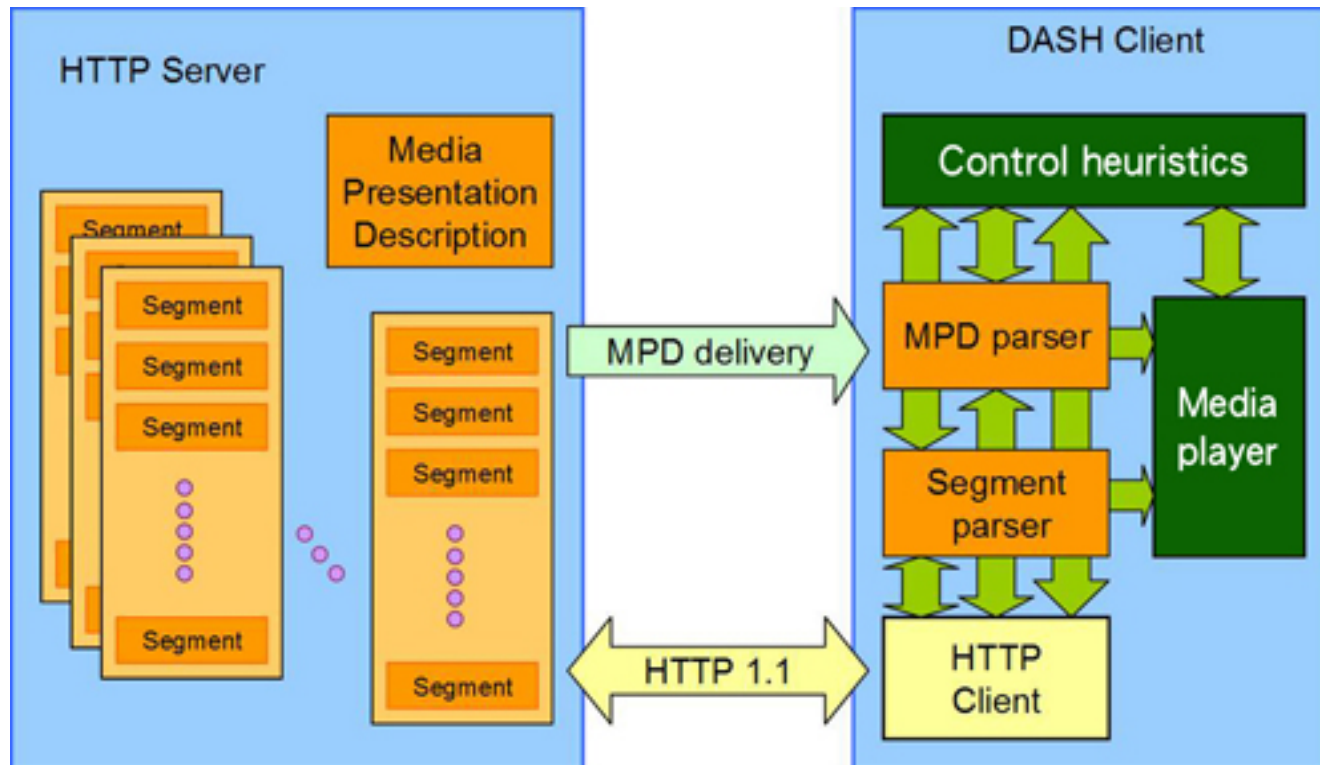 HTTP Server
Media
Presentation
Description
Segment
Segment
Segment
Segment
Segment
Segment
Segment
Segment
Segment
MPD delivery
HTTP 1.1
DASH Client
Control heuristics
MPD parser
Media
player
Segment
parser
HTTP
Client